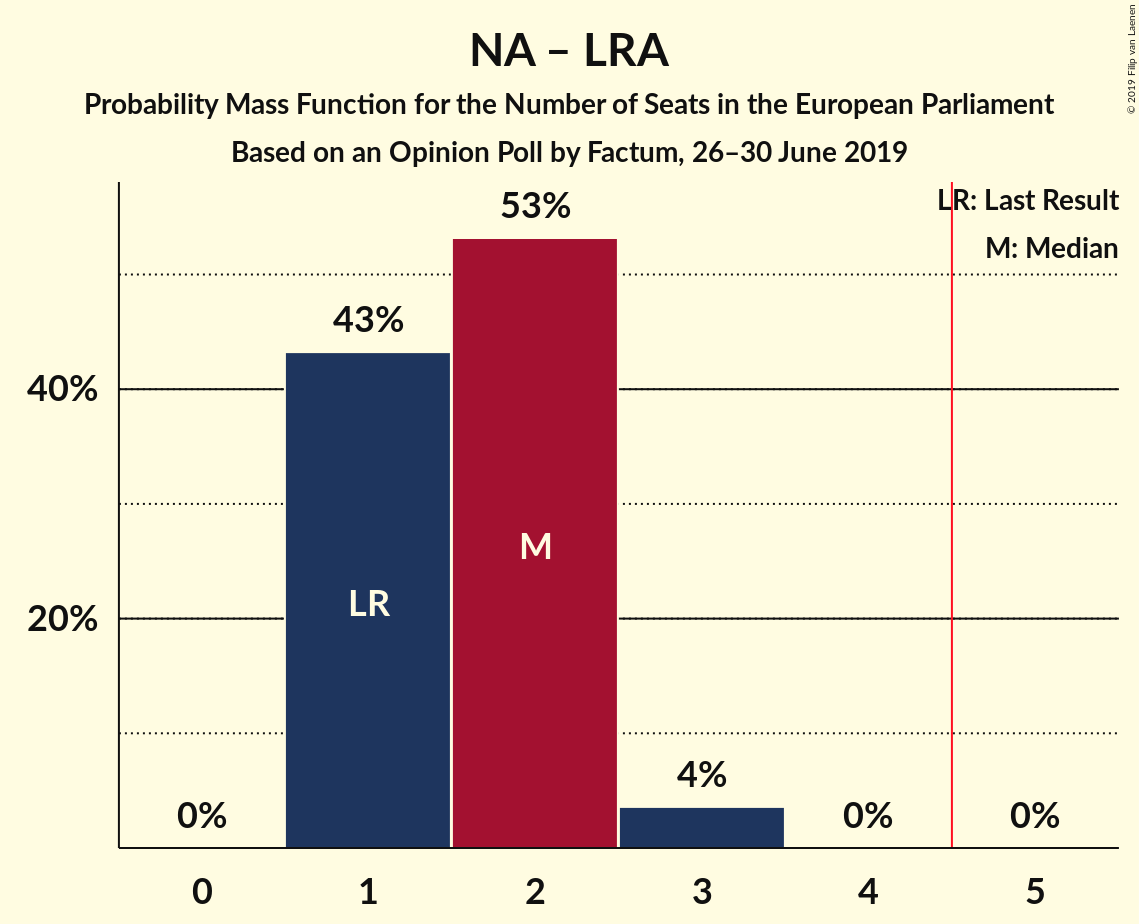 NA – LRA
Probability Mass Function for the Number of Seats in the European Parliament
Based on an Opinion Poll by Factum, 26–30 June 2019
© 2019 Filip van Laenen
LR: Last Result
M: Median
53%
43%
40%
M
LR
20%
4%
0%
0%
0%
0
1
2
3
4
5